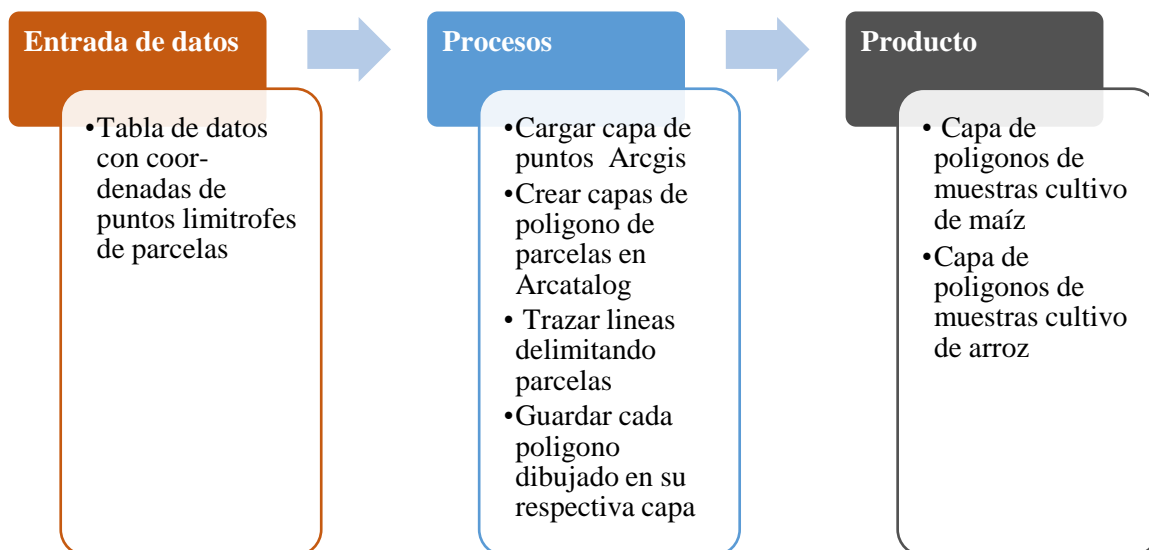 Entrada de datos
•Tabla de datos
con coor-
denadas de
puntos limitrofes
de parcelas
Procesos
•Cargar capa de
puntos Arcgis
•Crear capas de
poligono de
parcelas en
Arcatalog
• Trazar lineas
delimitando
parcelas
•Guardar cada
poligono
dibujado en su
respectiva capa
Producto
• Capa de
poligonos de
muestras cultivo
de maíz
•Capa de
poligonos de
muestras cultivo
de arroz